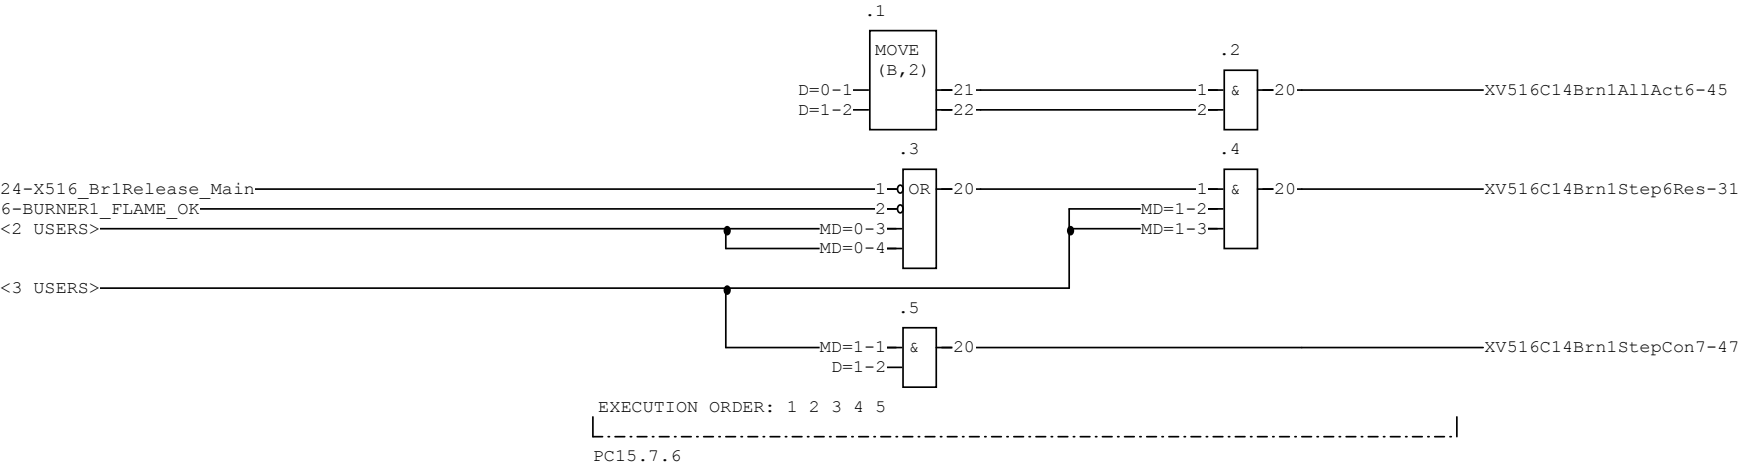 .1
MOVE
(B,2)
.2
D=0-1 21 1 & 20 XV516C14Brn1AllAct6-45
D=1-2 22 2
.3 .4
24-X516_Br1Release_Main 1 OR 20 1 & 20 XV516C14Brn1Step6Res-31
6-BURNER1_FLAME_OK 2 MD=1-2
<2 USERS> MD=0-3 MD=1-3
MD=0-4
<3 USERS>
.5
MD=1-1 & 20 XV516C14Brn1StepCon7-47
D=1-2
EXECUTION ORDER: 1 2 3 4 5
PC15.7.6